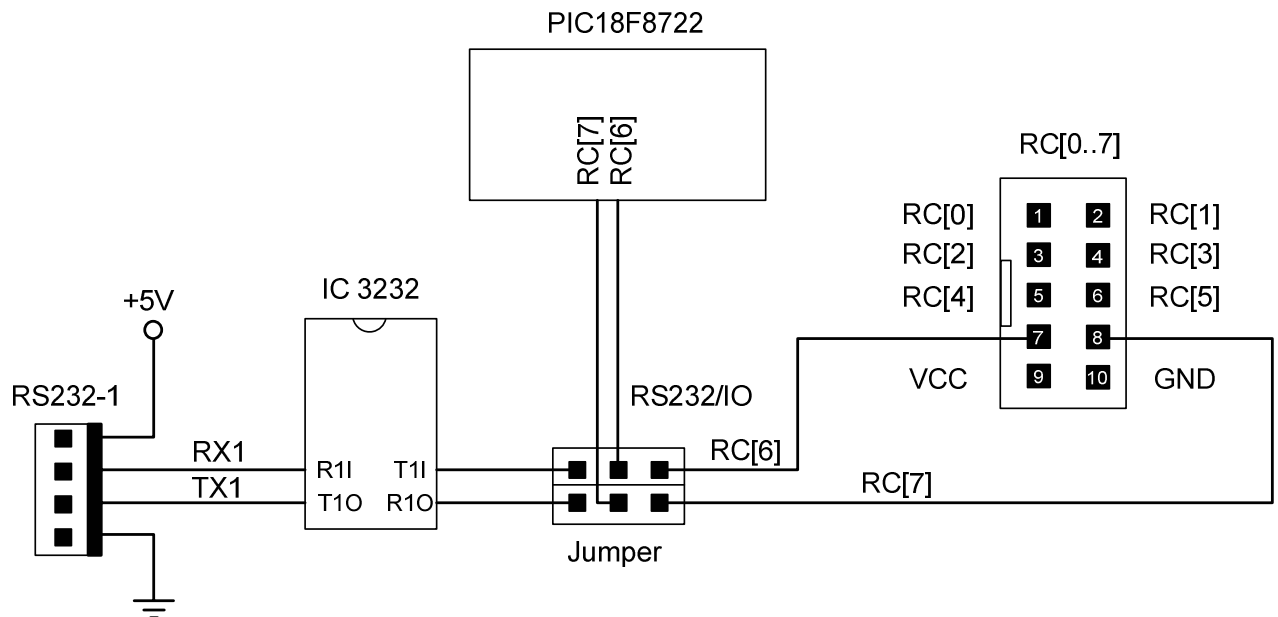 PIC18F8722
RC[7]
RC[6]
RC[0..7]
RC[0] 1 2 RC[1]
RC[2] 3 4 RC[3]
RC[4] 5 6 RC[5]
7 8
VCC 9 10 GND
+5V
IC 3232
RS232-1
RS232/IO
RX1 R1I T1I RC[6]
TX1 T1O R1O RC[7]
Jumper